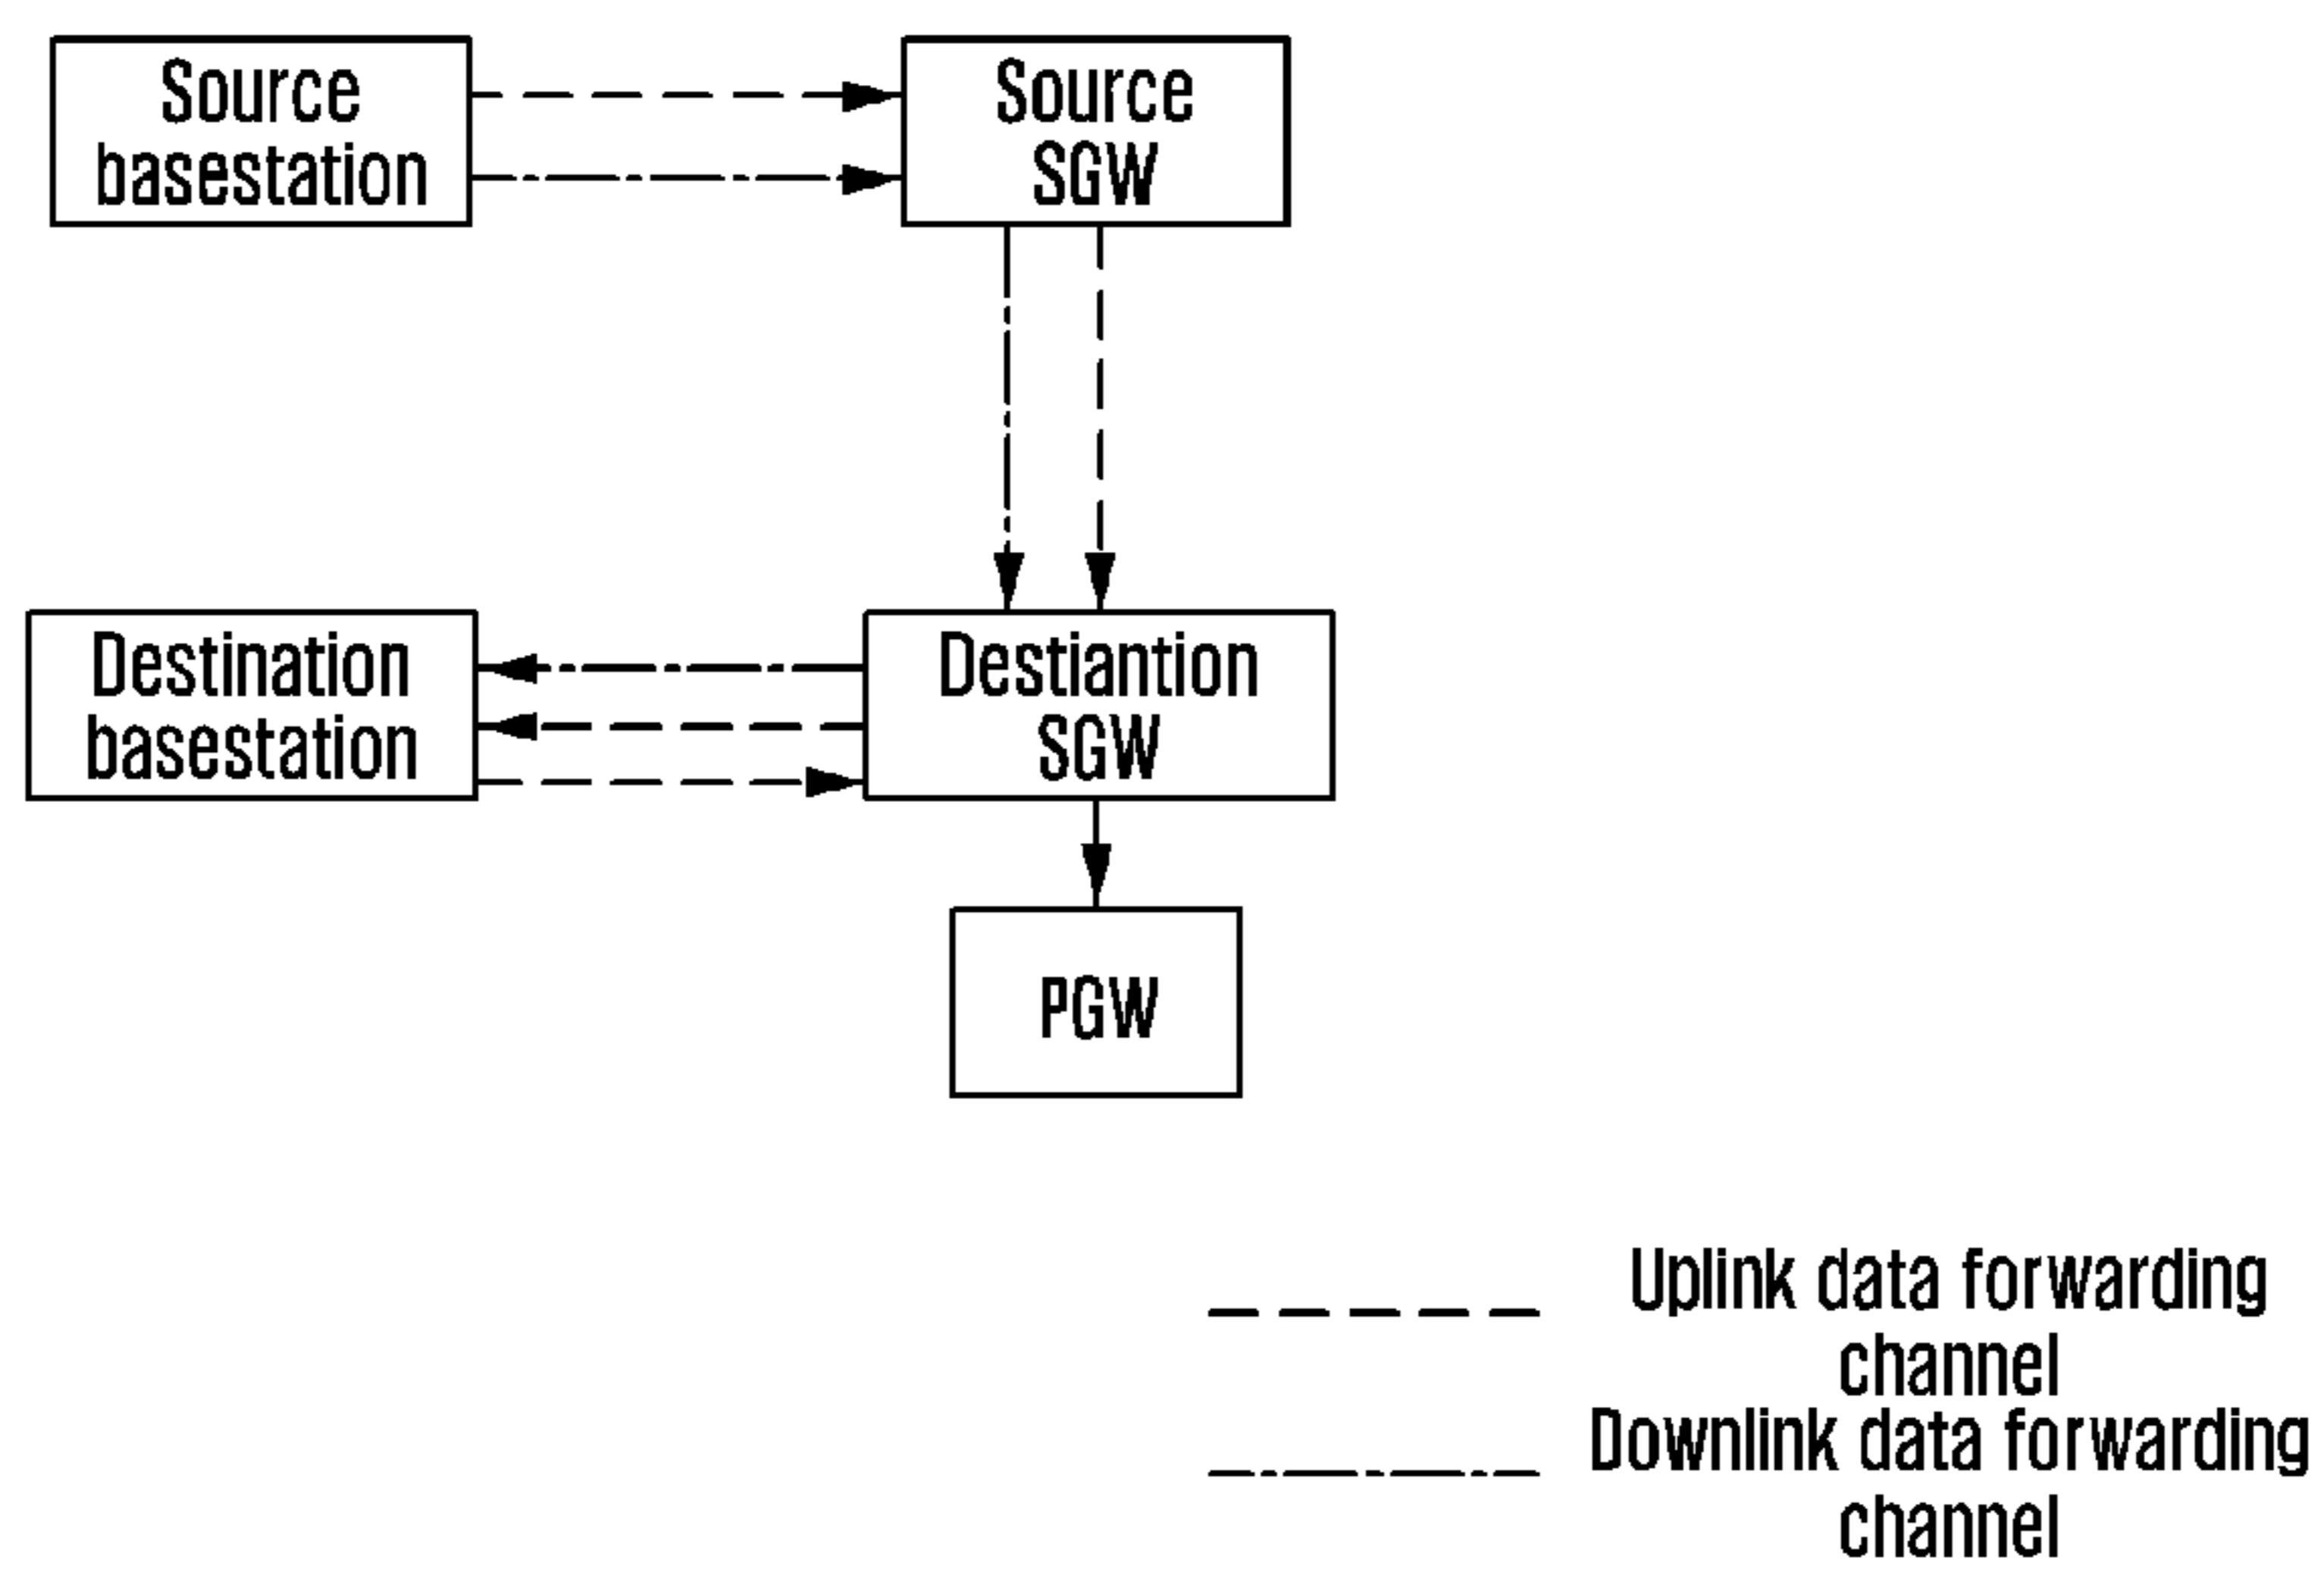 Source
basestation
Source
SGW
Destination
basestation
Destiantion
SGW
PGW
Uplink data forwarding
channel
Downlink data forwarding
channel